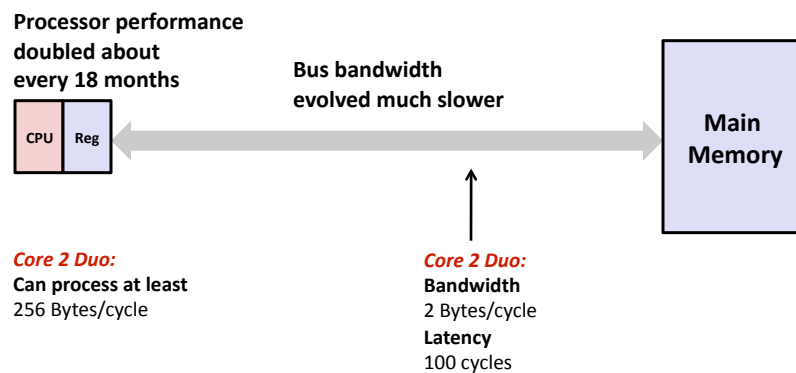 Processor performance
doubled about
every 18 months
Bus bandwidth
evolved much slower
CPU
Reg
Main
Memory
Core 2 Duo:
Can process at least
256 Bytes/cycle
Core 2 Duo:
Bandwidth
2 Bytes/cycle
Latency
100 cycles